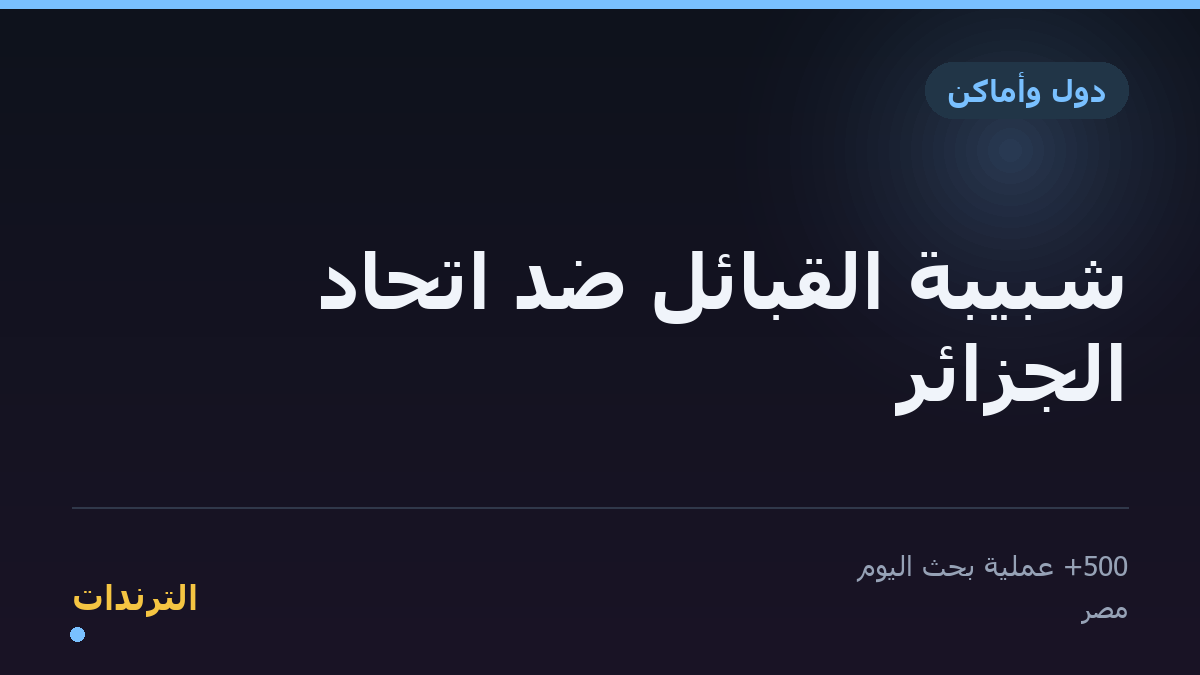 دول وأماكن
شبيبة القبائل ضد اتحاد
الجزائر
500+ عملية بحث اليوم
مصر
الترندات